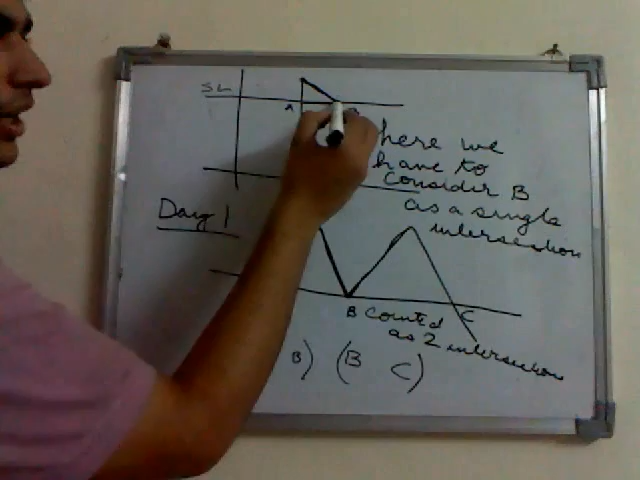 SL
A
here we
have to
consider B
as a single
intersection
Day 1
B
counted
as 2 intersection
C
B) (B C)